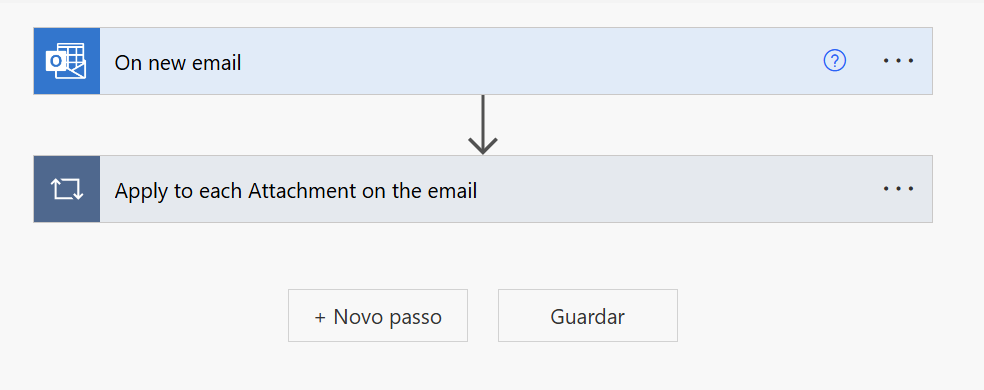 On new email
?
Apply to each Attachment on the email
+ Novo passo
Guardar